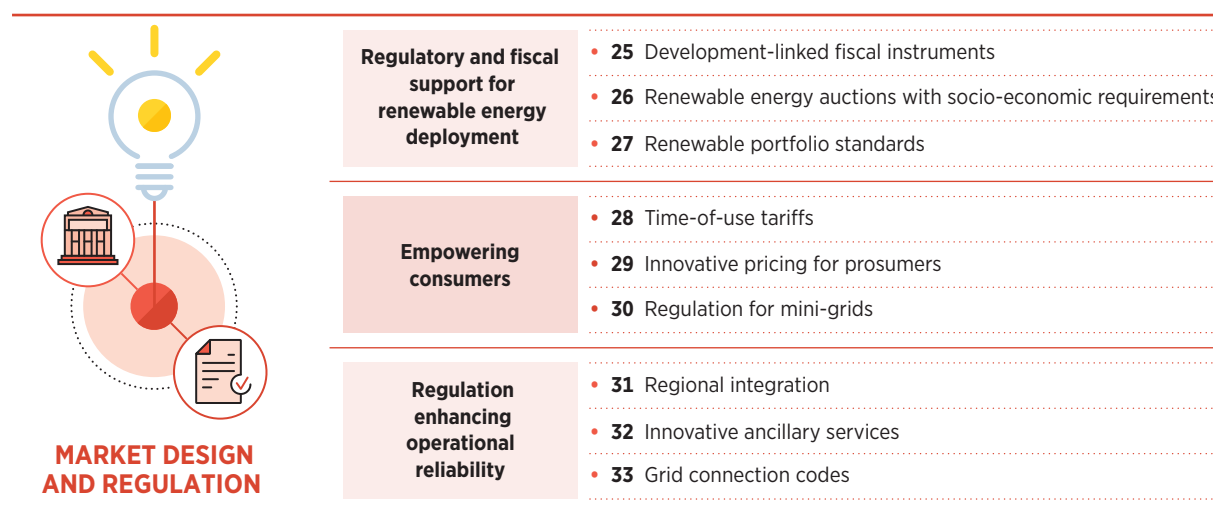 Regulatory and fiscal
support for
renewable energy
deployment
• 25 Development-linked fiscal instruments
• 26 Renewable energy auctions with socio-economic requirements
• 27 Renewable portfolio standards
Empowering
consumers
• 28 Time-of-use tariffs
• 29 Innovative pricing for prosumers
• 30 Regulation for mini-grids
Regulation
enhancing
operational
reliability
• 31 Regional integration
• 32 Innovative ancillary services
• 33 Grid connection codes
MARKET DESIGN
AND REGULATION